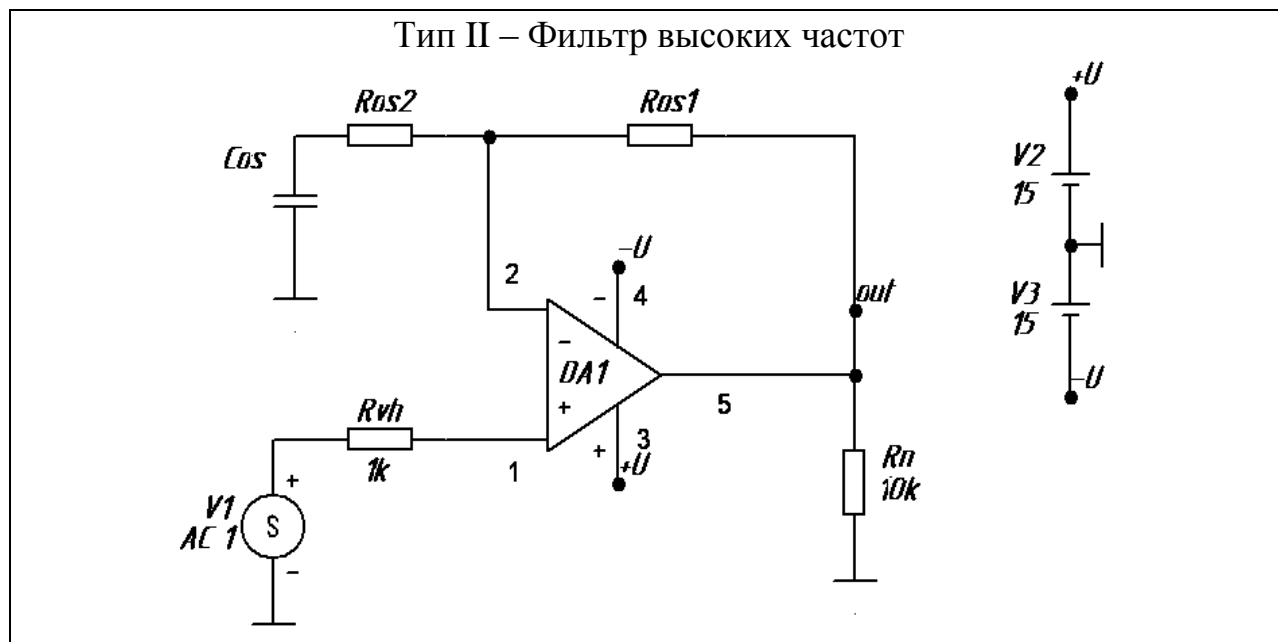 Тип II – Фильтр высоких частот
+U
Ros2
Ros1
Cos
V2
15
–U
2
–
4
out
V3
15
–
DA1
–U
Rvh
+
5
3
1k
1
+
+U
Rn
10k
+
V1
S
AC 1
–